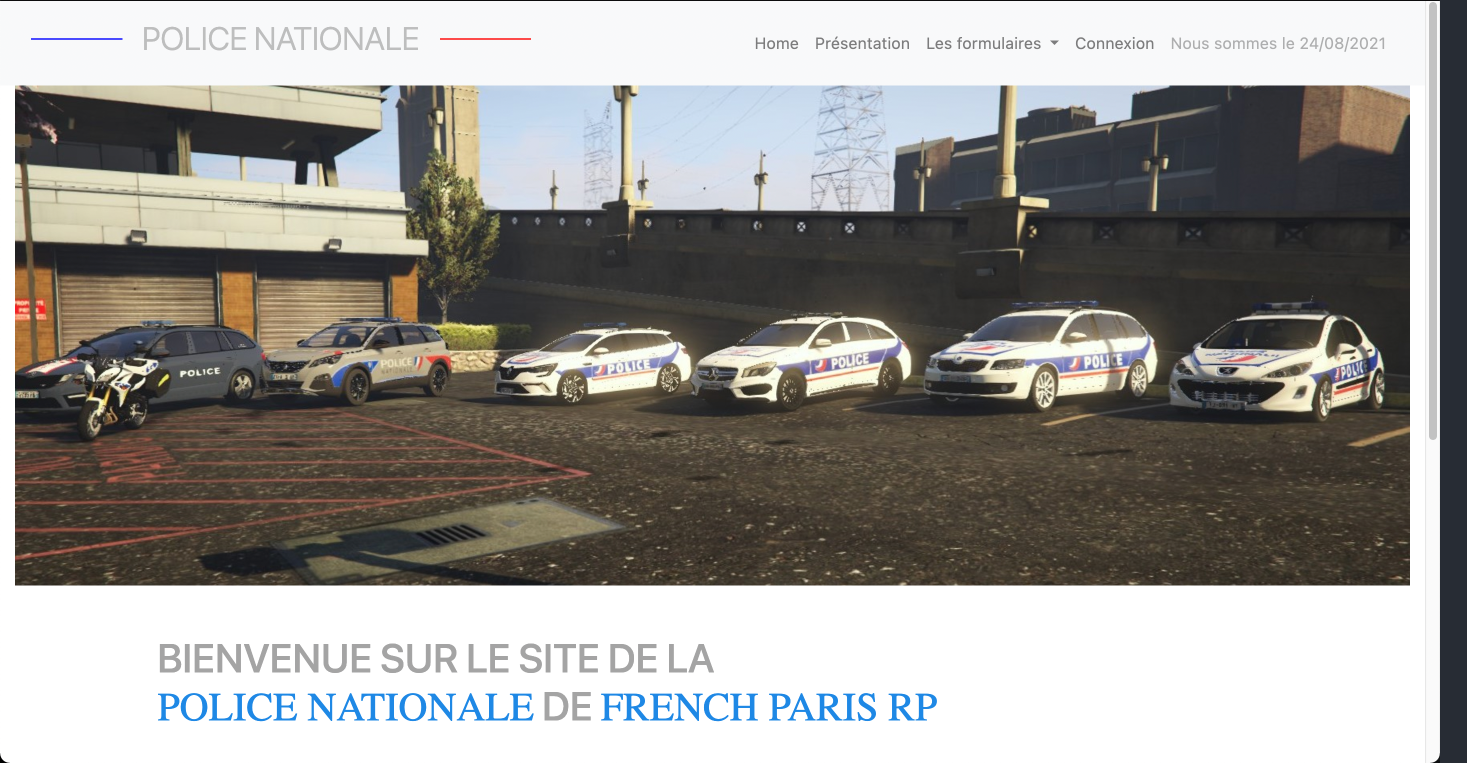 POLICE NATIONALE
Home Présentation Les formulaires Connexion Nous sommes le 24/08/2021
POLICE
POLICE
POLICE
POLICE
POLICE
POLICE
BIENVENUE SUR LE SITE DE LA
POLICE NATIONALE DE FRENCH PARIS RP